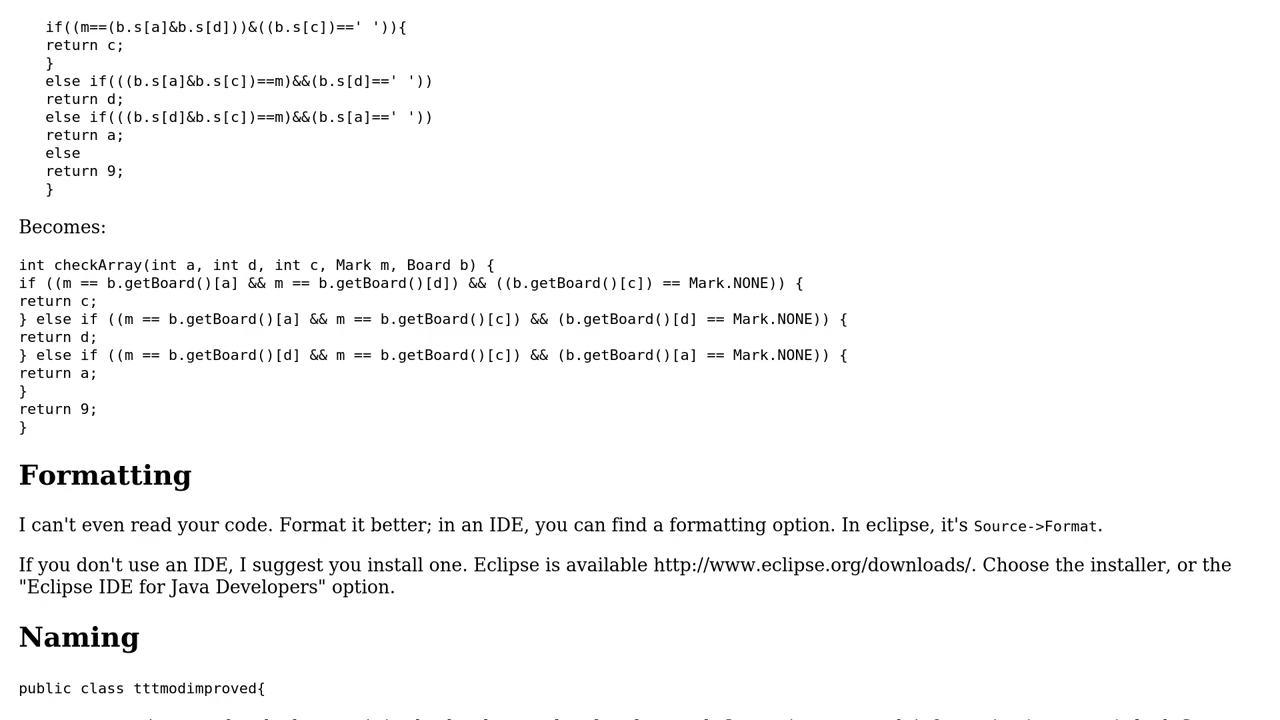 if((m==(b.s[a]&b.s[d]))&((b.s[c])==' ')){
return c;
}
else if(((b.s[a]&b.s[c])==m)&&(b.s[d]==' '))
return d;
else if(((b.s[d]&b.s[c])==m)&&(b.s[a]==' '))
return a;
else
return 9;
}
Becomes:
int checkArray(int a, int d, int c, Mark m, Board b) {
if ((m == b.getBoard()[a] && m == b.getBoard()[d]) && ((b.getBoard()[c]) == Mark.NONE)) {
return c;
} else if ((m == b.getBoard()[a] && m == b.getBoard()[c]) && (b.getBoard()[d] == Mark.NONE)) {
return d;
} else if ((m == b.getBoard()[d] && m == b.getBoard()[c]) && (b.getBoard()[a] == Mark.NONE)) {
return a;
}
return 9;
}
Formatting
I can't even read your code. Format it better; in an IDE, you can find a formatting option. In eclipse, it's Source->Format.
If you don't use an IDE, I suggest you install one. Eclipse is available http://www.eclipse.org/downloads/. Choose the installer, or the
"Eclipse IDE for Java Developers" option.
Naming
public class tttmodimproved{